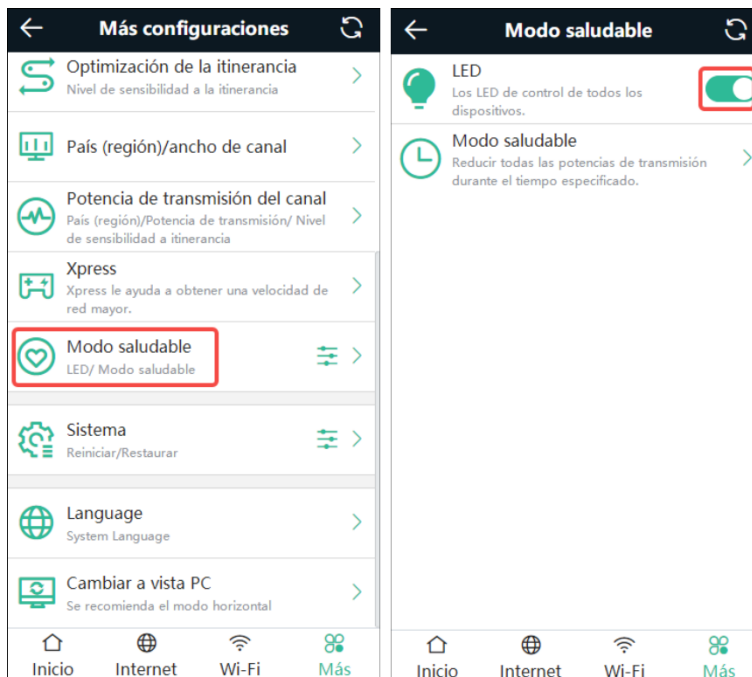 Más configuraciones
Optimización de la itinerancia
Nivel de sensibilidad a la itinerancia
País (región)/ancho de canal
Potencia de transmisión del canal
País (región)/Potencia de transmisión/ Nivel
de sensibilidad a itinerancia
Xpress
Xpress le ayuda a obtener una velocidad de
red mayor.
Modo saludable
LED/ Modo saludable
Sistema
Reiniciar/Restaurar
Language
System Language
Cambiar a vista PC
Se recomienda el modo horizontal
Inicio Internet Wi-Fi Más
Modo saludable
LED
Los LED de control de todos los
dispositivos.
Modo saludable
Reducir todas las potencias de transmisión
durante el tiempo especificado.
Inicio Internet Wi-Fi Más